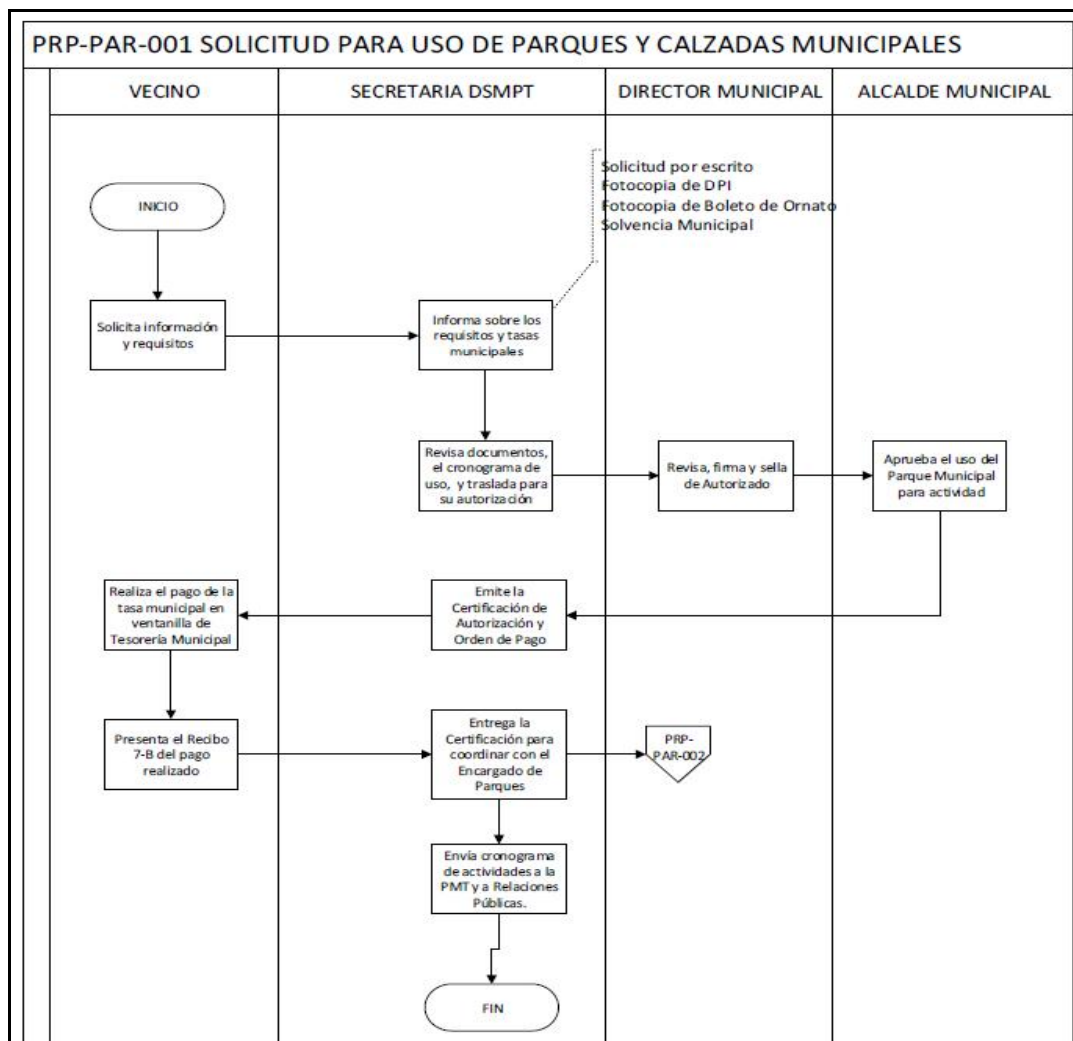 PRP-PAR-001 SOLICITUD PARA USO DE PARQUES Y CALZADAS MUNICIPALES
VECINO
SECRETARIA DSMPT
DIRECTOR MUNICIPAL
ALCALDE MUNICIPAL
Solicitud por escrito
Fotocopia de DPI
Fotocopia de Boleto de Ornato
Solvencia Municipal
INICIO
Solicita información
y requisitos
Informa sobre los
requisitos y tasas
municipales
Revisa documentos,
el cronograma de
uso, y traslada para
su autorización
Revisa, firma y sella
de Autorizado
Aprueba el uso del
Parque Municipal
para actividad
Realiza el pago de la
tasa municipal en
ventanilla de
Tesorería Municipal
Emite la
Certificación de
Autorización y
Orden de Pago
Presenta el Recibo
7-B del pago
realizado
Entrega la
Certificación para
coordinar con el
Encargado de
Parques
PRP-
PAR-002
Envía cronograma
de actividades a la
PMT y a Relaciones
Públicas.
FIN